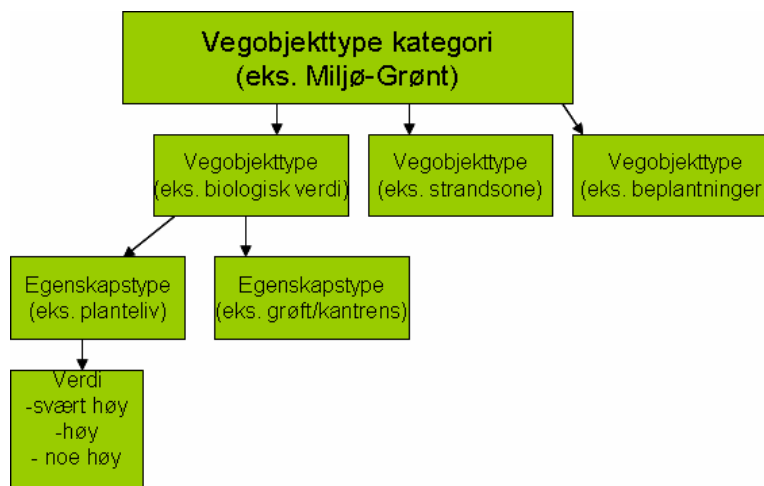 Vegobjekttype kategori
(eks. Miljø-Grønt)
Vegobjekttype
(eks. biologisk verdi)
Vegobjekttype
(eks. strandsone)
Vegobjekttype
(eks. beplantninger
Egenskapstype
(eks. planteliv)
Egenskapstype
(eks. grøft/kantrens)
Verdi
-svært høy
-høy
- noe høy